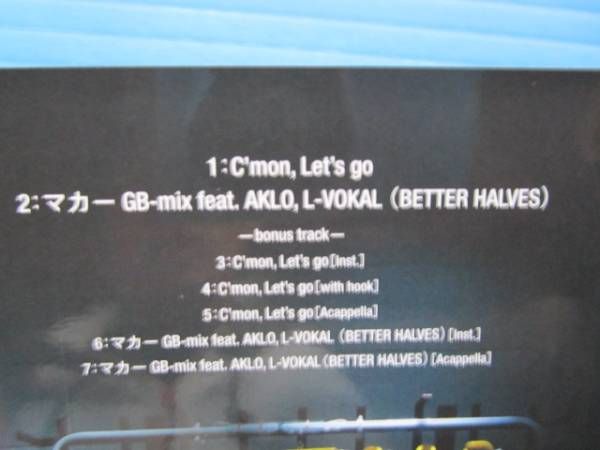 1:C'mon, Let's go
2:マカー GB-mix feat. AKLO, L-VOKAL (BETTER HALVES)
—bonus track—
3:C'mon, Let's go[Inst.]
4:C'mon, Let's go[with hook]
5:C'mon, Let's go[Acappella]
6:マカー GB-mix feat. AKLO, L-VOKAL (BETTER HALVES) [Inst.]
7:マカー GB-mix feat. AKLO, L-VOKAL (BETTER HALVES) [Acappella]